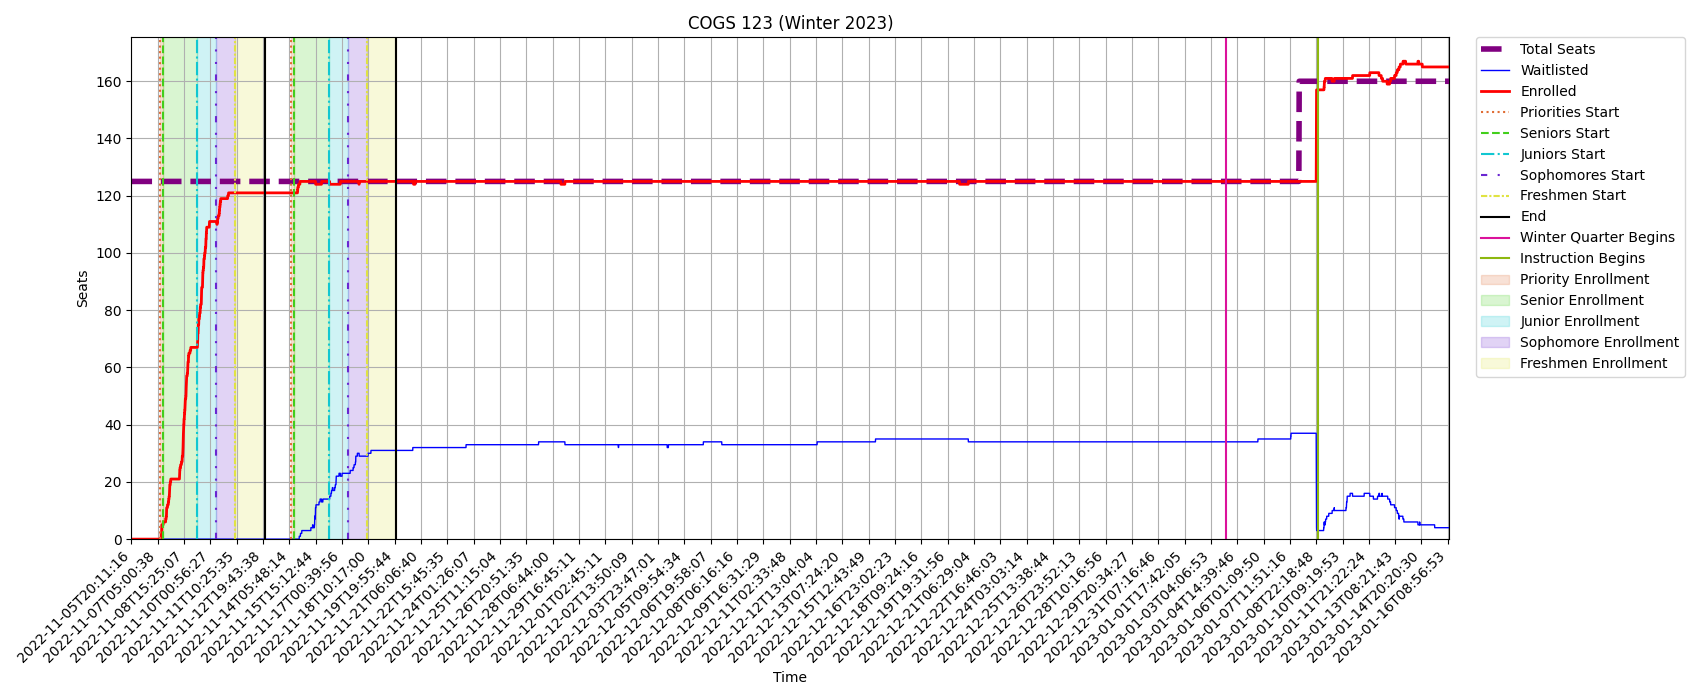 COGS 123 (Winter 2023)
Seats
160
140
120
100
80
60
40
20
0
2022-11-05T20:11:16
2022-11-07T05:00:38
2022-11-08T15:25:07
2022-11-10T00:56:27
2022-11-11T10:25:35
2022-11-12T19:43:38
2022-11-14T05:48:14
2022-11-15T15:12:44
2022-11-17T00:39:56
2022-11-18T10:17:00
2022-11-19T19:55:44
2022-11-21T06:06:40
2022-11-22T15:45:35
2022-11-24T01:26:07
2022-11-25T11:15:04
2022-11-26T20:51:35
2022-11-28T06:44:00
2022-11-29T16:45:11
2022-12-01T02:45:11
2022-12-02T13:50:09
2022-12-03T23:47:01
2022-12-05T09:54:34
2022-12-06T19:58:07
2022-12-08T06:16:19
2022-12-09T16:31:29
2022-12-11T02:33:48
2022-12-12T13:04:04
2022-12-13T07:24:20
2022-12-15T12:43:49
2022-12-16T23:02:23
2022-12-18T09:24:16
2022-12-19T19:31:56
2022-12-21T06:29:04
2022-12-22T16:46:03
2022-12-24T03:03:14
2022-12-25T13:38:44
2022-12-26T23:52:13
2022-12-28T10:16:56
2022-12-29T20:34:27
2022-12-31T07:16:46
2023-01-01T17:42:05
2023-01-03T04:06:53
2023-01-04T14:39:46
2023-01-06T01:09:50
2023-01-07T11:51:16
2023-01-08T22:18:48
2023-01-10T09:19:53
2023-01-11T21:22:24
2023-01-13T08:21:43
2023-01-14T20:20:30
2023-01-16T08:56:53
Time
Total Seats
Waitlisted
Enrolled
Priorities Start
Seniors Start
Juniors Start
Sophomores Start
Freshmen Start
End
Winter Quarter Begins
Instruction Begins
Priority Enrollment
Senior Enrollment
Junior Enrollment
Sophomore Enrollment
Freshmen Enrollment